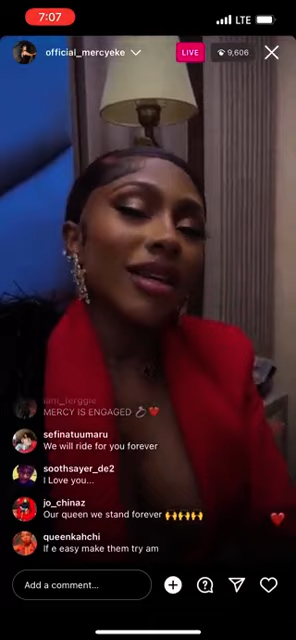 7:07
LTE
official_mercyeke
LIVE
9,606
iam_ferggie
MERCY IS ENGAGED 💍❤️
sefinatuumaru
We will ride for you forever
soothsayer_de2
I Love you...
jo_chinaz
Our queen we stand forever 🙌🙌🙌🙌
queenkahchi
If e easy make them try am
Add a comment...